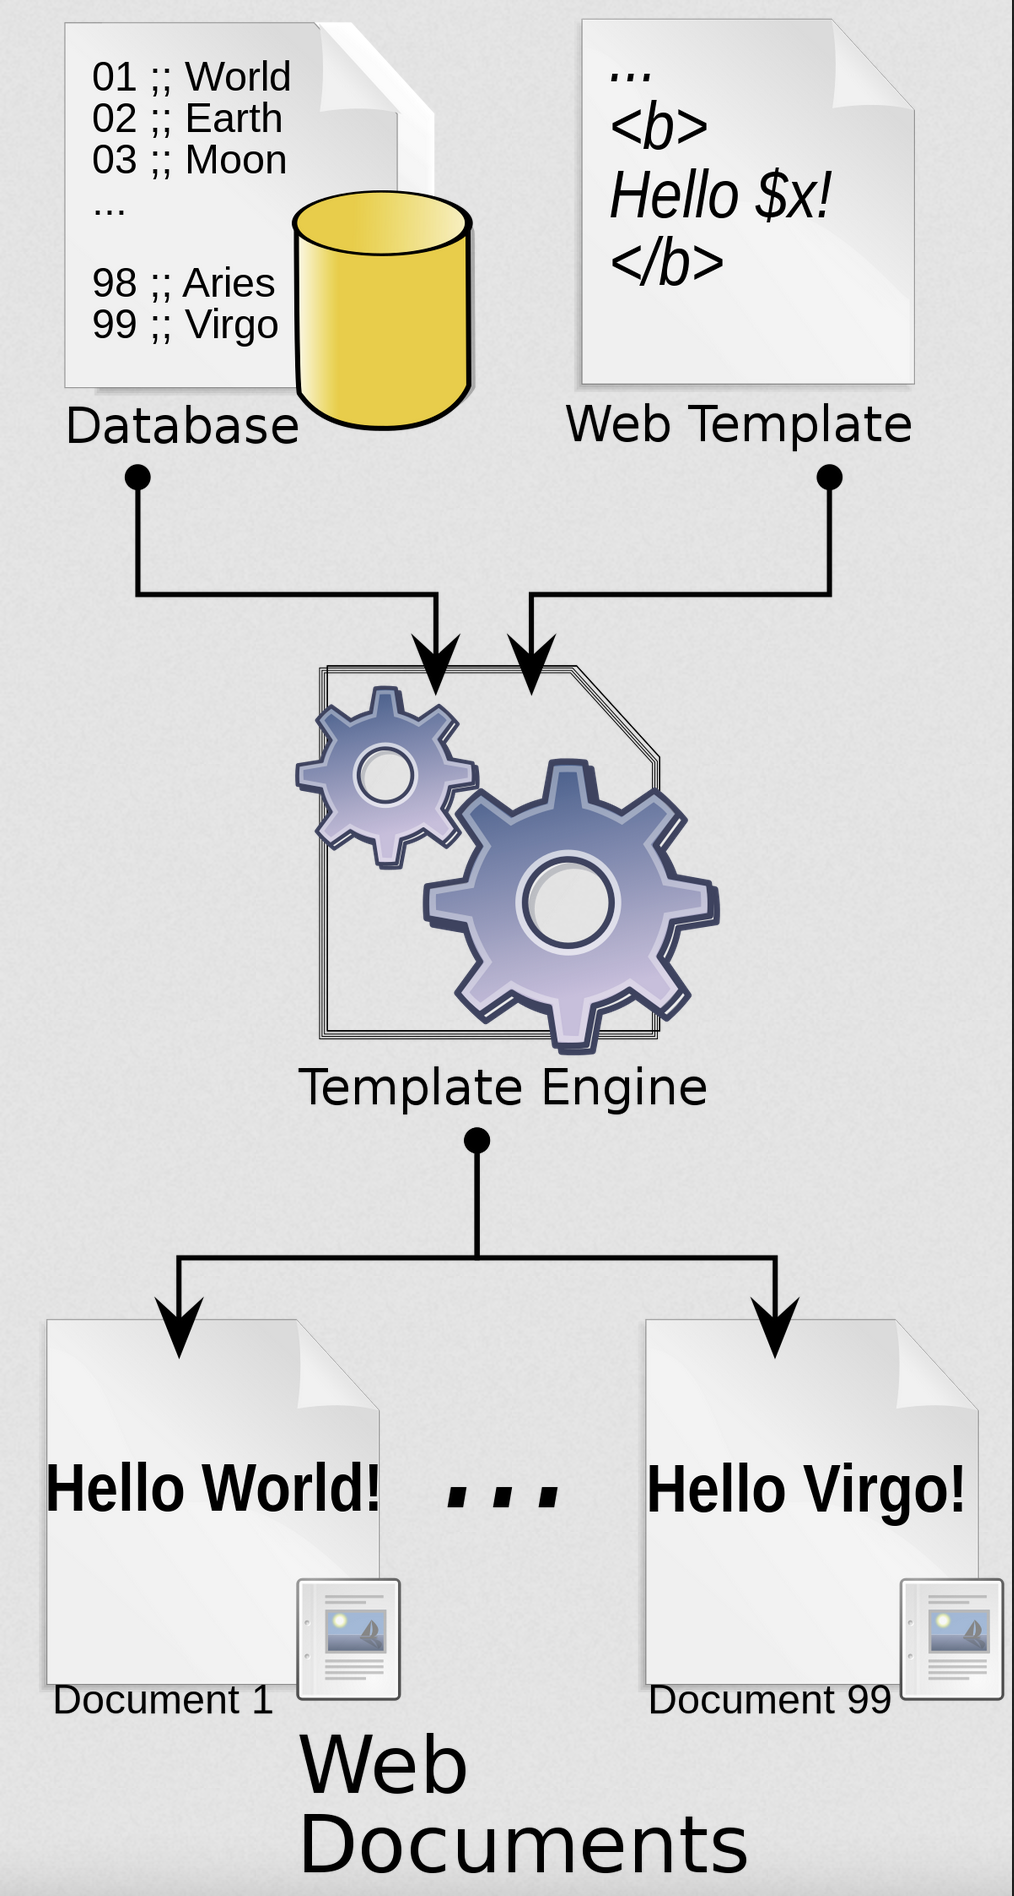 01 ;; World
02 ;; Earth
03 ;; Moon
...
98 ;; Aries
99 ;; Virgo
Database
...
<b>
Hello $x!
</b>
Web Template
Template Engine
Hello World!
...
Hello Virgo!
Document 1
Document 99
Web
Documents